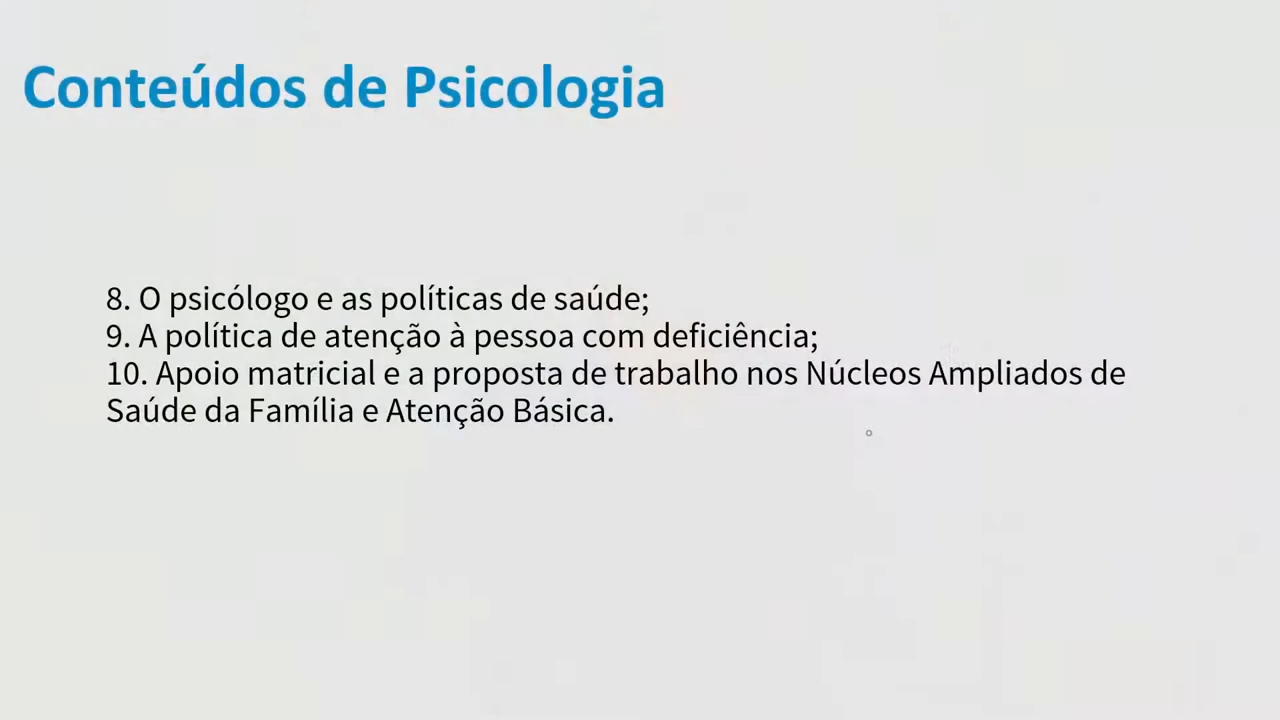 Conteúdos de Psicologia
8. O psicólogo e as políticas de saúde;
9. A política de atenção à pessoa com deficiência;
10. Apoio matricial e a proposta de trabalho nos Núcleos Ampliados de
Saúde da Família e Atenção Básica.